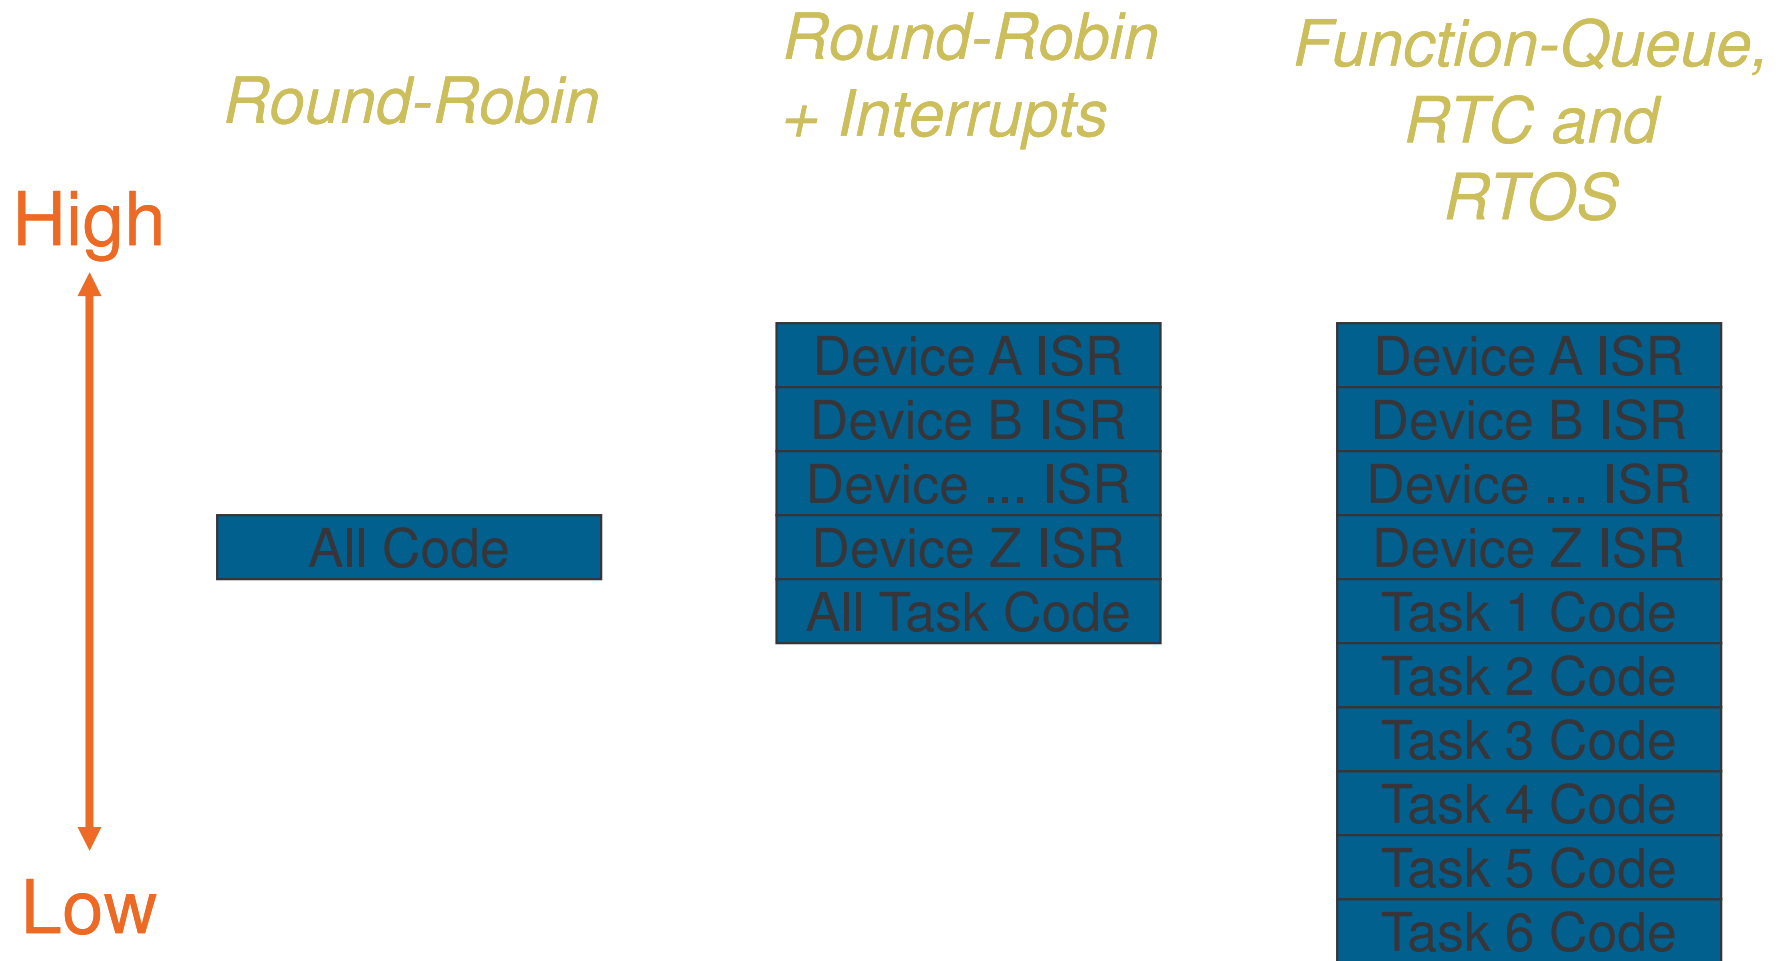 Round-Robin
Round-Robin
+ Interrupts
Function-Queue,
RTC and
RTOS
High
Low
All Code
Device A ISR
Device B ISR
Device ... ISR
Device Z ISR
All Task Code
Device A ISR
Device B ISR
Device ... ISR
Device Z ISR
Task 1 Code
Task 2 Code
Task 3 Code
Task 4 Code
Task 5 Code
Task 6 Code